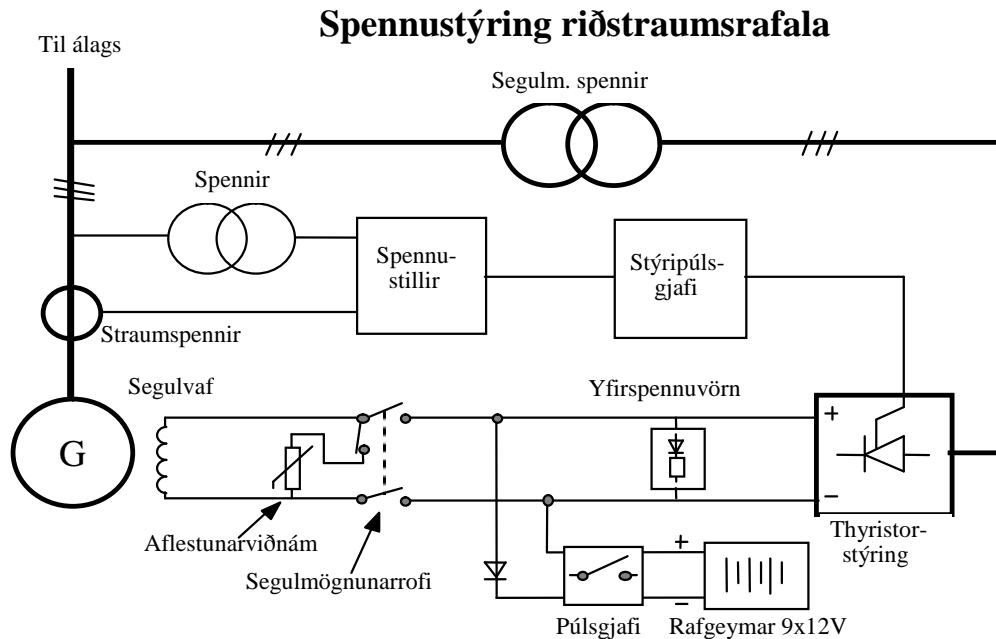 Spennustýring riðstraumsrafala
Til álags
Segulm. spennir
Spennir
Spennu-
stillir
Stýripúls-
gjafi
Straumspennir
Segulvaf
Yfirspennuvörn
G
+
−
Aflestunarviðnám
Segulmögnunarrofi
Thyristor-
stýring
+
−
Púlsgjafi
Rafgeymar 9x12V